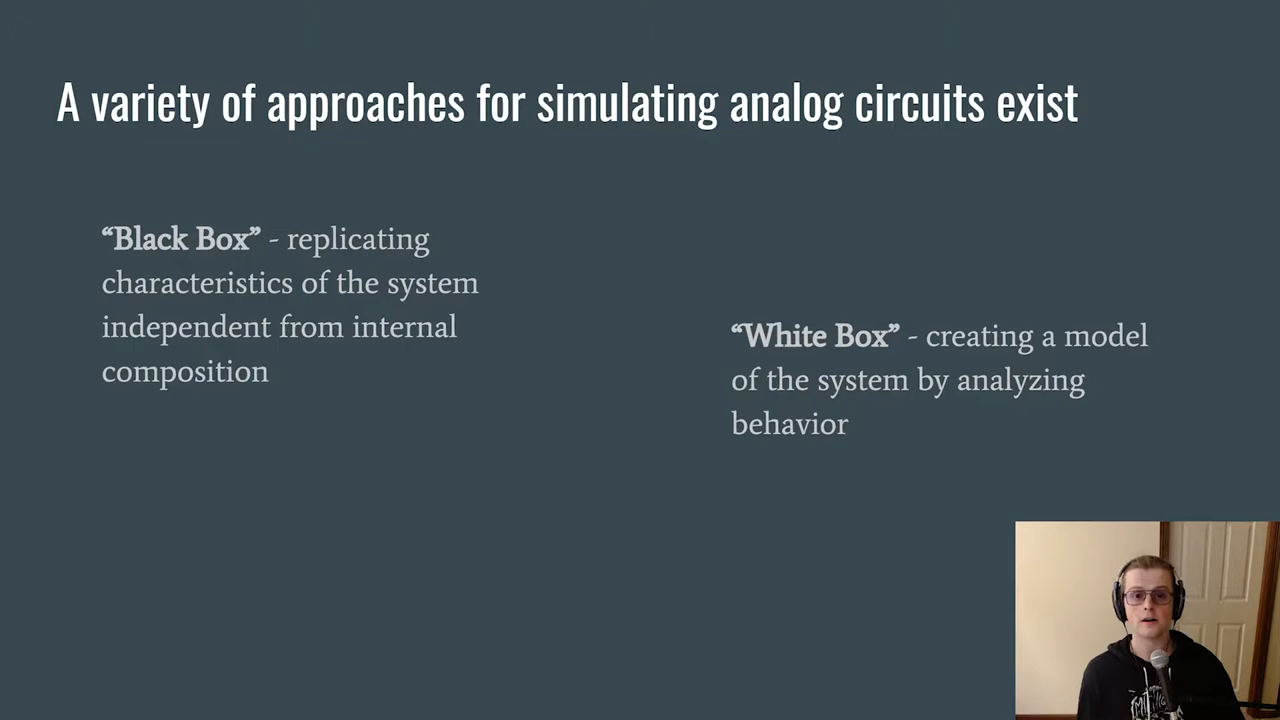 A variety of approaches for simulating analog circuits exist
“Black Box” - replicating
characteristics of the system
independent from internal
composition
“White Box” - creating a model
of the system by analyzing
behavior